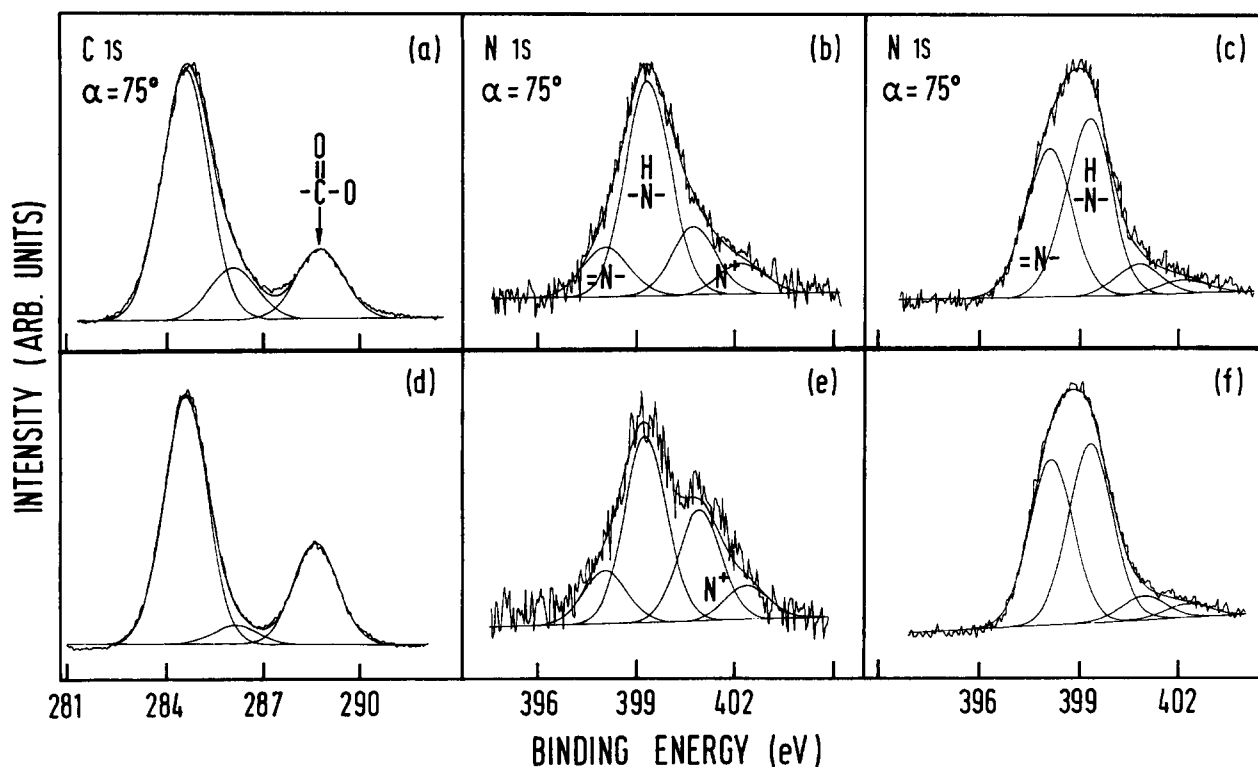 C 1S
α = 75°
(a)
O
-C-O
N 1S
α = 75°
(b)
H
-N-
=N-
N+
N 1S
α = 75°
(c)
H
-N-
=N-
(d)
(e)
N+
(f)
INTENSITY (ARB. UNITS)
281 284 287 290
396 399 402
396 399 402
BINDING ENERGY (eV)